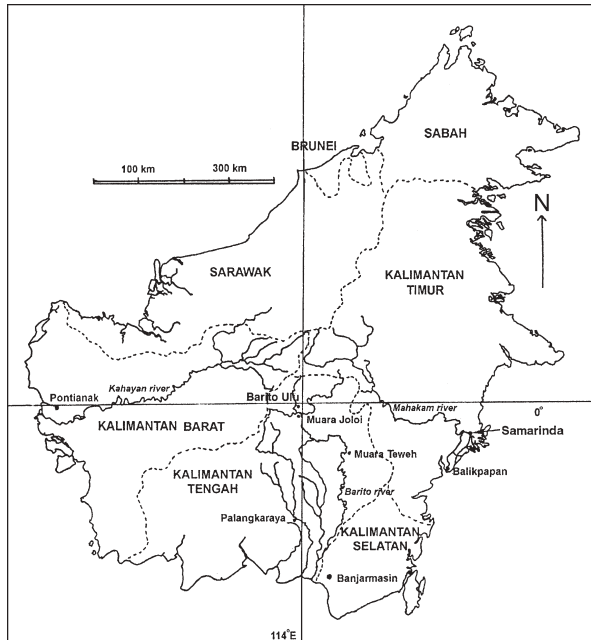 SABAH
BRUNEI
100 km 300 km
N
SARAWAK
KALIMANTAN
TIMUR
Kahayan river
Pontianak
Barito Ulu
Mahakam river
0°
KALIMANTAN BARAT
Muara Joloi
Samarinda
Muara Teweh
KALIMANTAN
TENGAH
Balikpapan
Barito river
Palangkaraya
KALIMANTAN
SELATAN
Banjarmasin
114°E